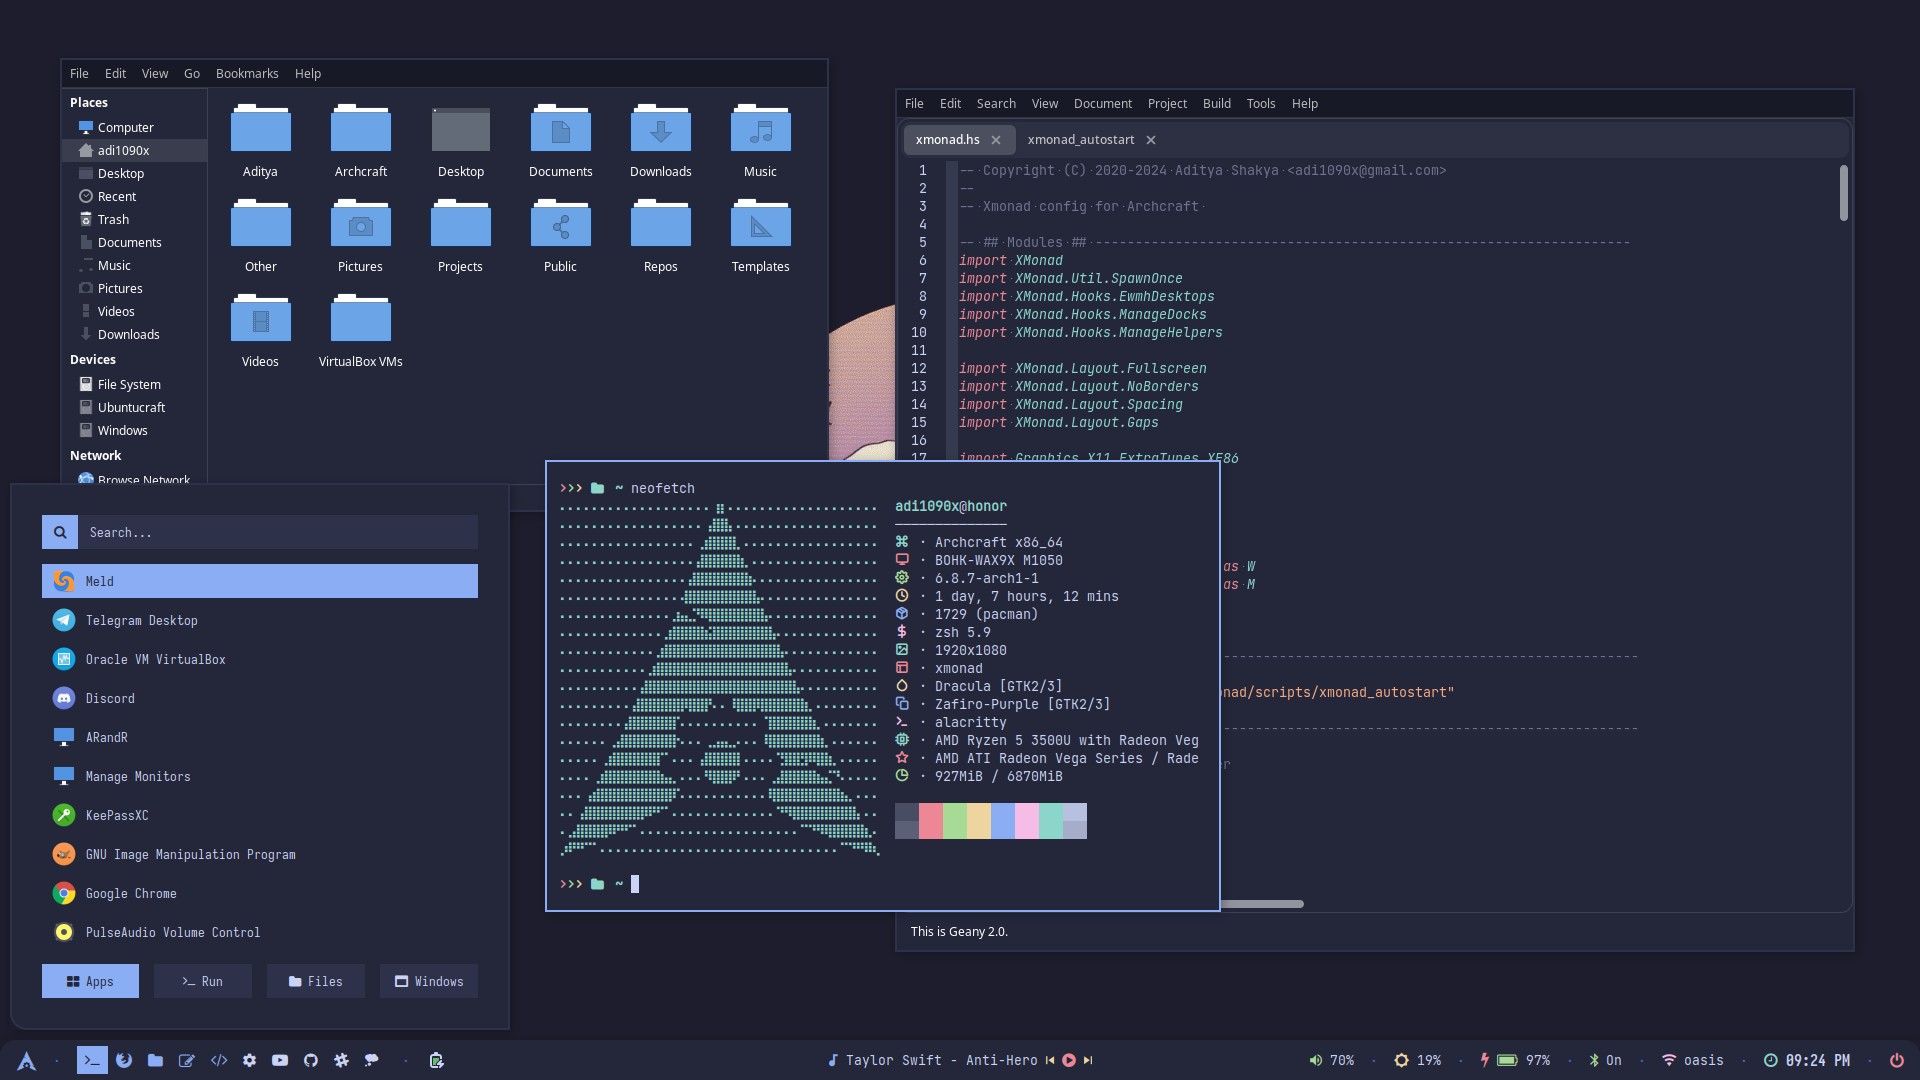 File Edit View Go Bookmarks Help
Places
Computer
adi1090x
Desktop
Recent
Trash
Documents
Music
Pictures
Videos
Downloads
Devices
File System
Ubuntucraft
Windows
Network
Browse Network
Aditya Archcraft Desktop Documents Downloads Music
Other Pictures Projects Public Repos Templates
Videos VirtualBox VMs
File Edit Search View Document Project Build Tools Help
xmonad.hs xmonad_autostart
1 -- Copyright (C) 2020-2024 Aditya Shakya <adi1090x@gmail.com>
2 --
3 -- Xmonad config for Archcraft
4
5 -- ## Modules ## -------------------------------------------------------------------
6 import XMonad
7 import XMonad.Util.SpawnOnce
8 import XMonad.Hooks.EwmhDesktops
9 import XMonad.Hooks.ManageDocks
10 import XMonad.Hooks.ManageHelpers
11
12 import XMonad.Layout.Fullscreen
13 import XMonad.Layout.NoBorders
14 import XMonad.Layout.Spacing
15 import XMonad.Layout.Gaps
16
17 import Graphics.X11.ExtraTypes.XF86
as W
as M
nad/scripts/xmonad_autostart"
This is Geany 2.0.
>>> ~ neofetch
adi1090x@honor
Archcraft x86_64
BOHK-WAX9X M1050
6.8.7-arch1-1
1 day, 7 hours, 12 mins
1729 (pacman)
zsh 5.9
1920x1080
xmonad
Dracula [GTK2/3]
Zafiro-Purple [GTK2/3]
alacritty
AMD Ryzen 5 3500U with Radeon Veg
AMD ATI Radeon Vega Series / Rade
927MiB / 6870MiB
>>> ~
Search...
Meld
Telegram Desktop
Oracle VM VirtualBox
Discord
ARandR
Manage Monitors
KeePassXC
GNU Image Manipulation Program
Google Chrome
PulseAudio Volume Control
Apps Run Files Windows
Taylor Swift - Anti-Hero
70% 19% 97% On oasis 09:24 PM